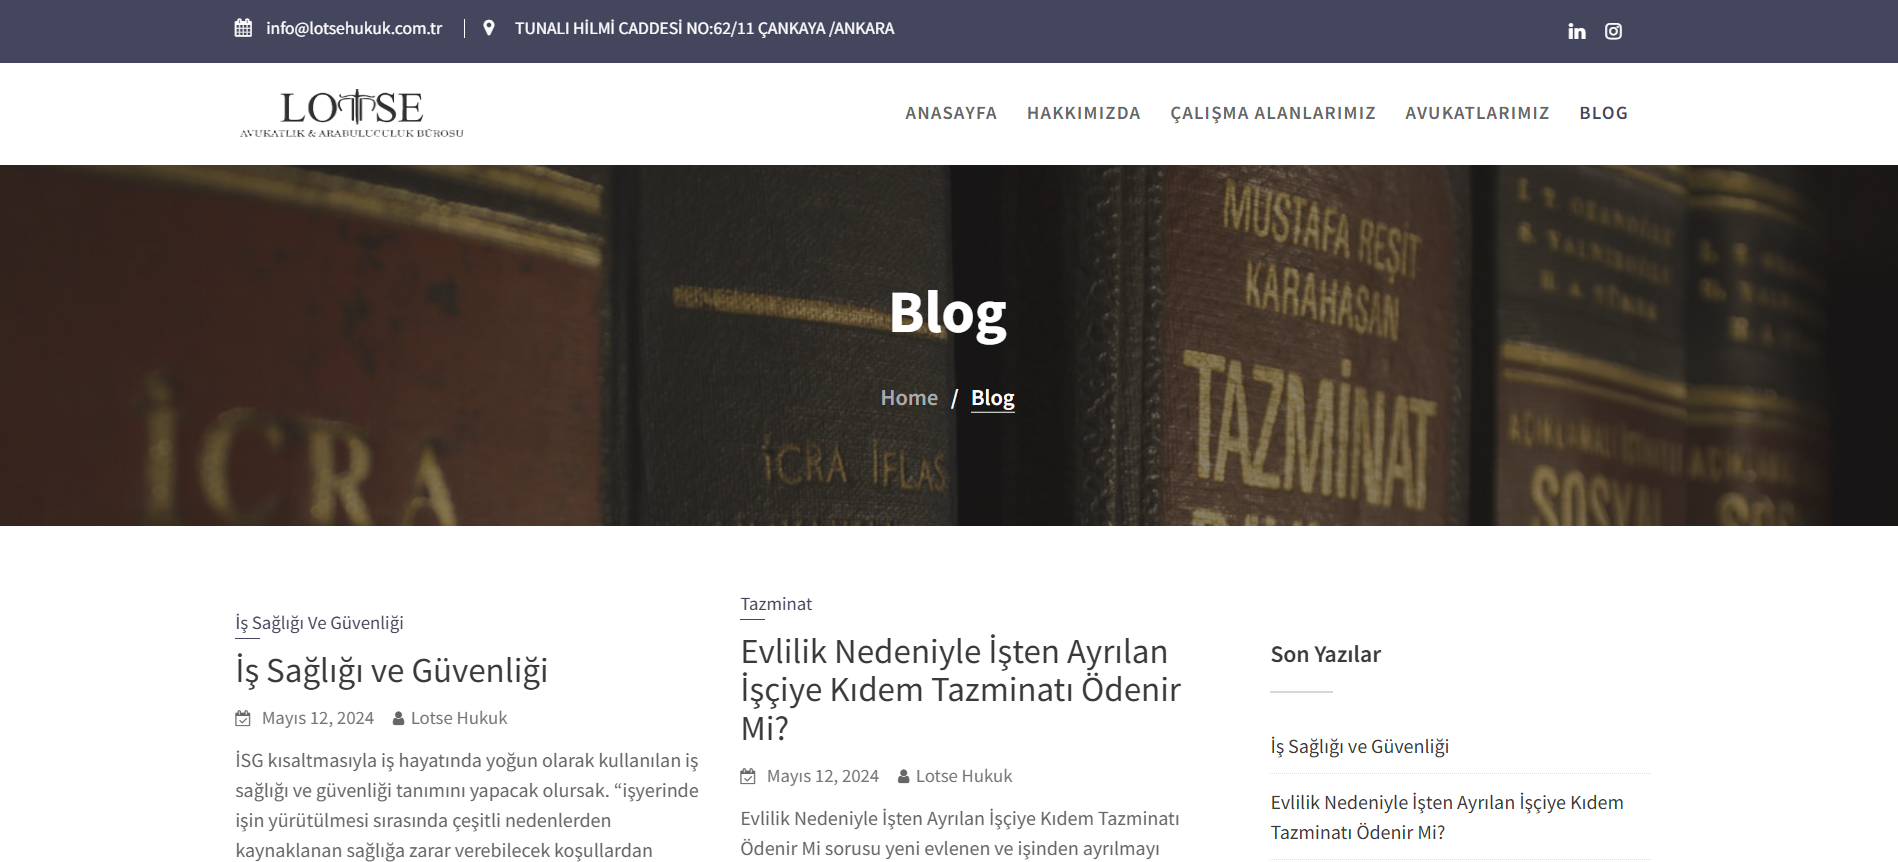 info@lotsehukuk.com.tr
TUNALI HİLMİ CADDESİ NO:62/11 ÇANKAYA /ANKARA
LOTSE
AVUKATLIK & ARABULUCULUK BÜROSU
ANASAYFA HAKKIMIZDA ÇALIŞMA ALANLARIMIZ AVUKATLARIMIZ BLOG
MUSTAFA REŞİT
KARAHASAN
TAZMİNAT
İCRA
İCRA İFLAS
SOSYAL
Blog
Home / Blog
İş Sağlığı Ve Güvenliği
İş Sağlığı ve Güvenliği
Mayıs 12, 2024 Lotse Hukuk
İSG kısaltmasıyla iş hayatında yoğun olarak kullanılan iş
sağlığı ve güvenliği tanımını yapacak olursak. “işyerinde
işin yürütülmesi sırasında çeşitli nedenlerden
kaynaklanan sağlığa zarar verebilecek koşullardan
Tazminat
Evlilik Nedeniyle İşten Ayrılan
İşçiye Kıdem Tazminatı Ödenir
Mi?
Mayıs 12, 2024 Lotse Hukuk
Evlilik Nedeniyle İşten Ayrılan İşçiye Kıdem Tazminatı
Ödenir Mi sorusu yeni evlenen ve işinden ayrılmayı
Son Yazılar
İş Sağlığı ve Güvenliği
Evlilik Nedeniyle İşten Ayrılan İşçiye Kıdem
Tazminatı Ödenir Mi?